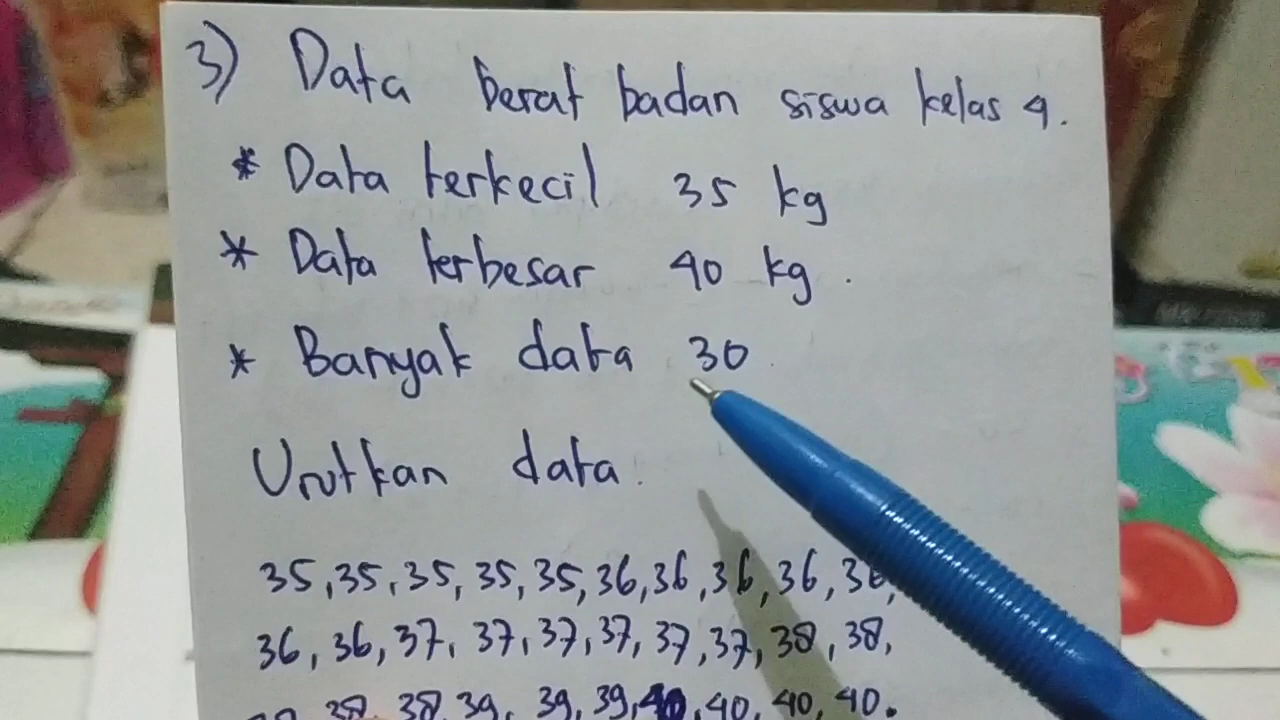 3) Data berat badan siswa kelas 4.
* Data terkecil 35 kg
* Data terbesar 40 kg.
* Banyak data 30
Urutkan data.
35, 35, 35, 35, 35, 36, 36, 36, 36, 36,
36, 36, 37, 37, 37, 37, 37, 37, 38, 38,
38, 38, 39, 39, 39, 40, 40, 40, 40.